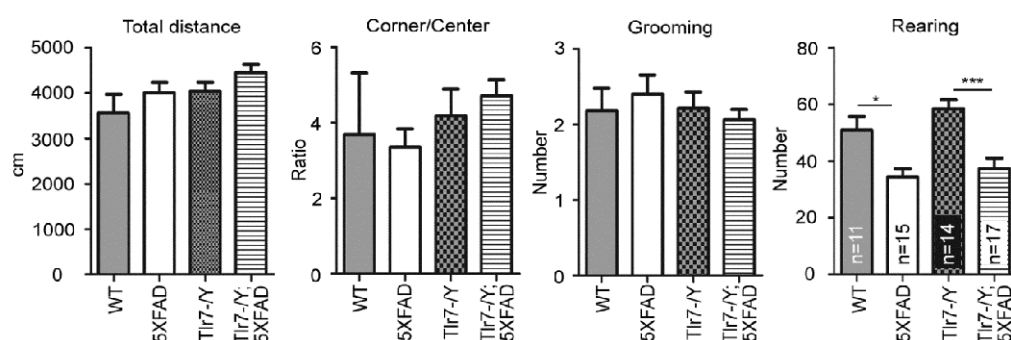 Total distance
5000
4000
3000
2000
4000
0
cm
WT
5XFAD
Tlr7-/Y
Tlr7-/Y;
5XFAD
Corner/Center
6
4
2
0
Ratio
WT
5XFAD
Tlr7-/Y
Tlr7-/Y;
5XFAD
Grooming
3
2
1
0
Number
WT
5XFAD
Tlr7-/Y
Tlr7-/Y;
5XFAD
Rearing
80
60
40
20
0
Number
*
***
n=11
n=15
n=14
n=17
WT
5XFAD
Tlr7-/Y
Tlr7-/Y;
5XFAD